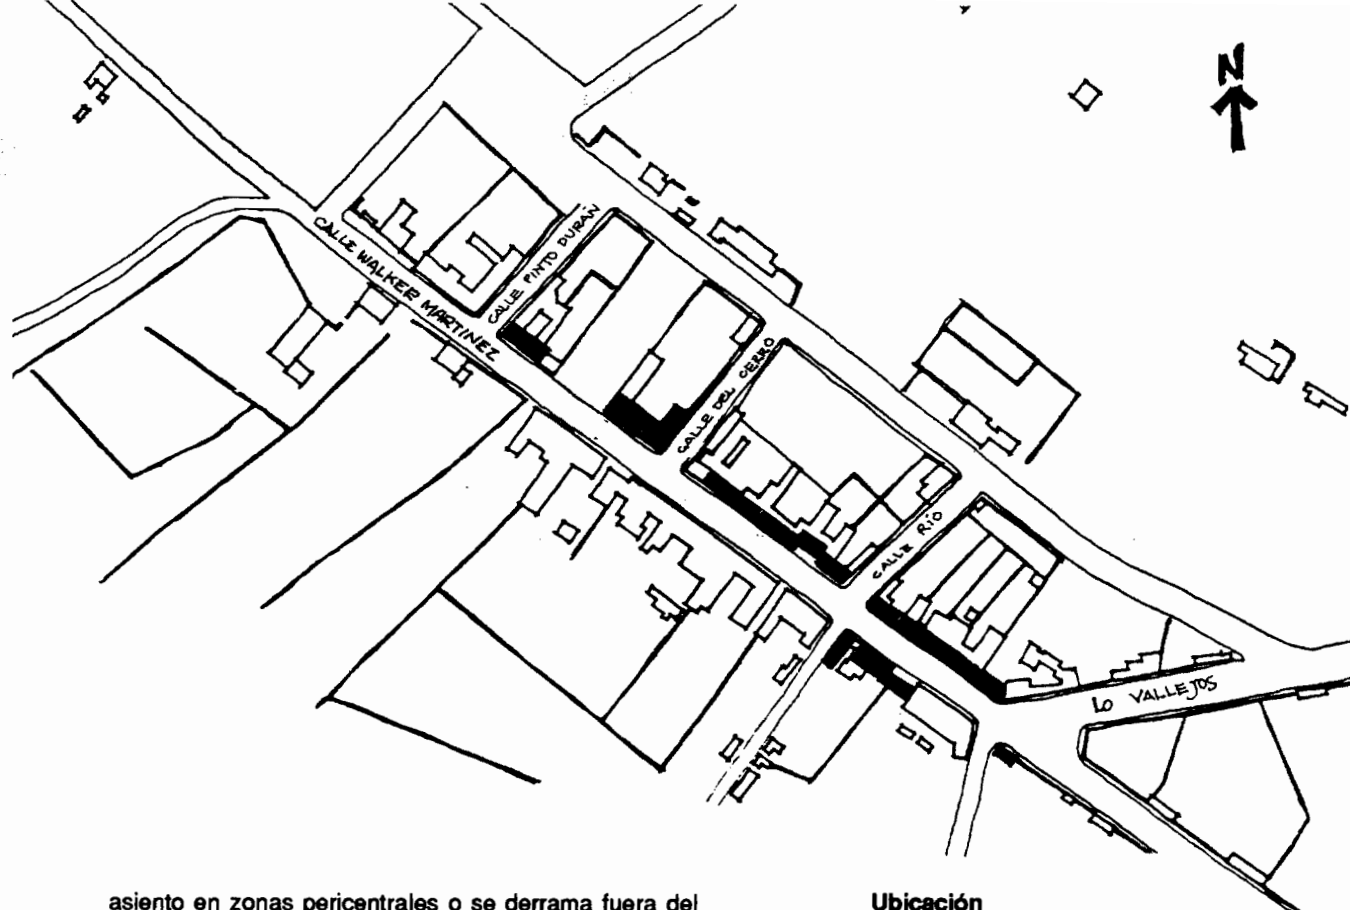 N
CALLE PINTO DURAN
CALLE WALKER MARTINEZ
CALLE DEL CERRO
CALLE RÍO
LO VALLEJOS
asiento en zonas pericentrales o se derrama fuera del
Ubicación